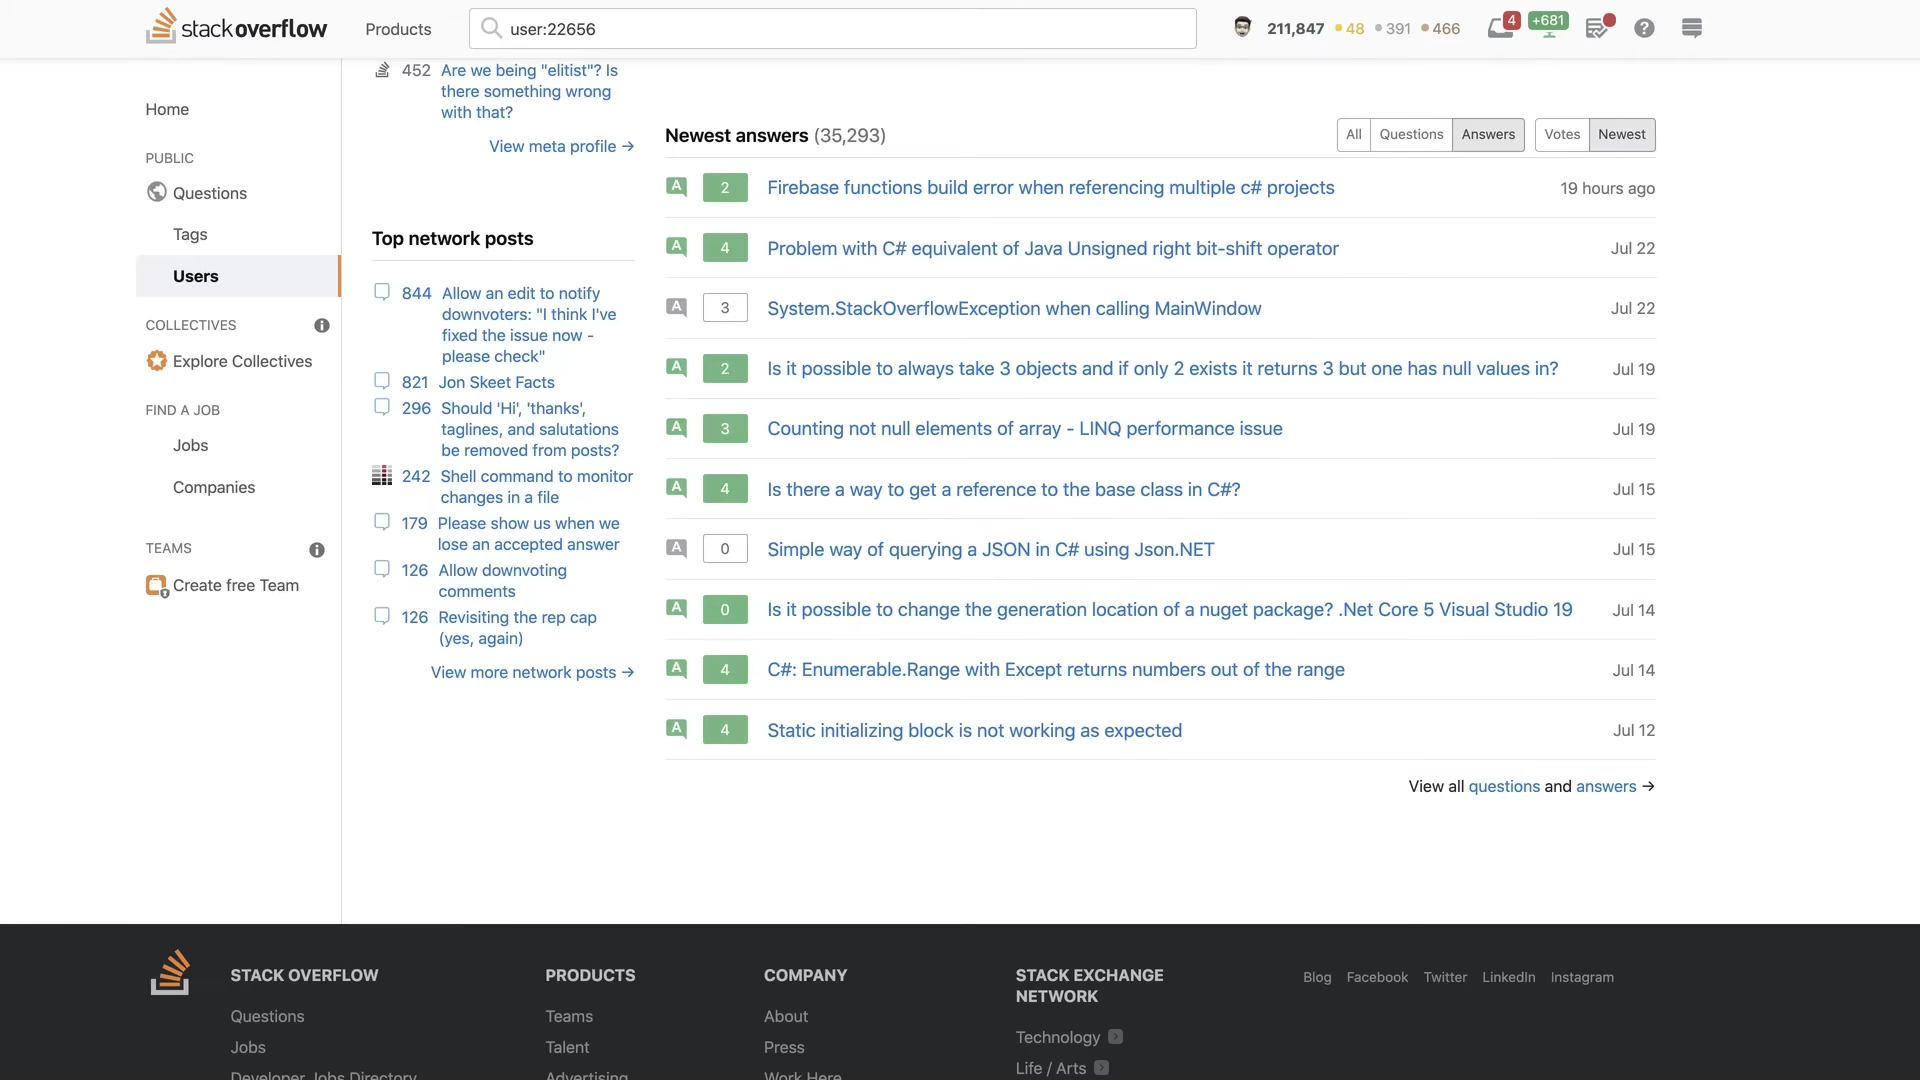 stackoverflow
Products
user:22656
211,847 48 391 466
4
+681
Home
PUBLIC
Questions
Tags
Users
COLLECTIVES
Explore Collectives
FIND A JOB
Jobs
Companies
TEAMS
Create free Team
452 Are we being "elitist"? Is
there something wrong
with that?
View meta profile →
Top network posts
844 Allow an edit to notify
downvoters: "I think I've
fixed the issue now -
please check"
821 Jon Skeet Facts
296 Should 'Hi', 'thanks',
taglines, and salutations
be removed from posts?
242 Shell command to monitor
changes in a file
179 Please show us when we
lose an accepted answer
126 Allow downvoting
comments
126 Revisiting the rep cap
(yes, again)
View more network posts →
Newest answers (35,293)
All Questions Answers Votes Newest
A 2 Firebase functions build error when referencing multiple c# projects 19 hours ago
A 4 Problem with C# equivalent of Java Unsigned right bit-shift operator Jul 22
A 3 System.StackOverflowException when calling MainWindow Jul 22
A 2 Is it possible to always take 3 objects and if only 2 exists it returns 3 but one has null values in? Jul 19
A 3 Counting not null elements of array - LINQ performance issue Jul 19
A 4 Is there a way to get a reference to the base class in C#? Jul 15
A 0 Simple way of querying a JSON in C# using Json.NET Jul 15
A 0 Is it possible to change the generation location of a nuget package? .Net Core 5 Visual Studio 19 Jul 14
A 4 C#: Enumerable.Range with Except returns numbers out of the range Jul 14
A 4 Static initializing block is not working as expected Jul 12
View all questions and answers →
STACK OVERFLOW
Questions
Jobs
Developer Jobs Directory
PRODUCTS
Teams
Talent
Advertising
COMPANY
About
Press
Work Here
STACK EXCHANGE
NETWORK
Technology
Life / Arts
Blog Facebook Twitter LinkedIn Instagram